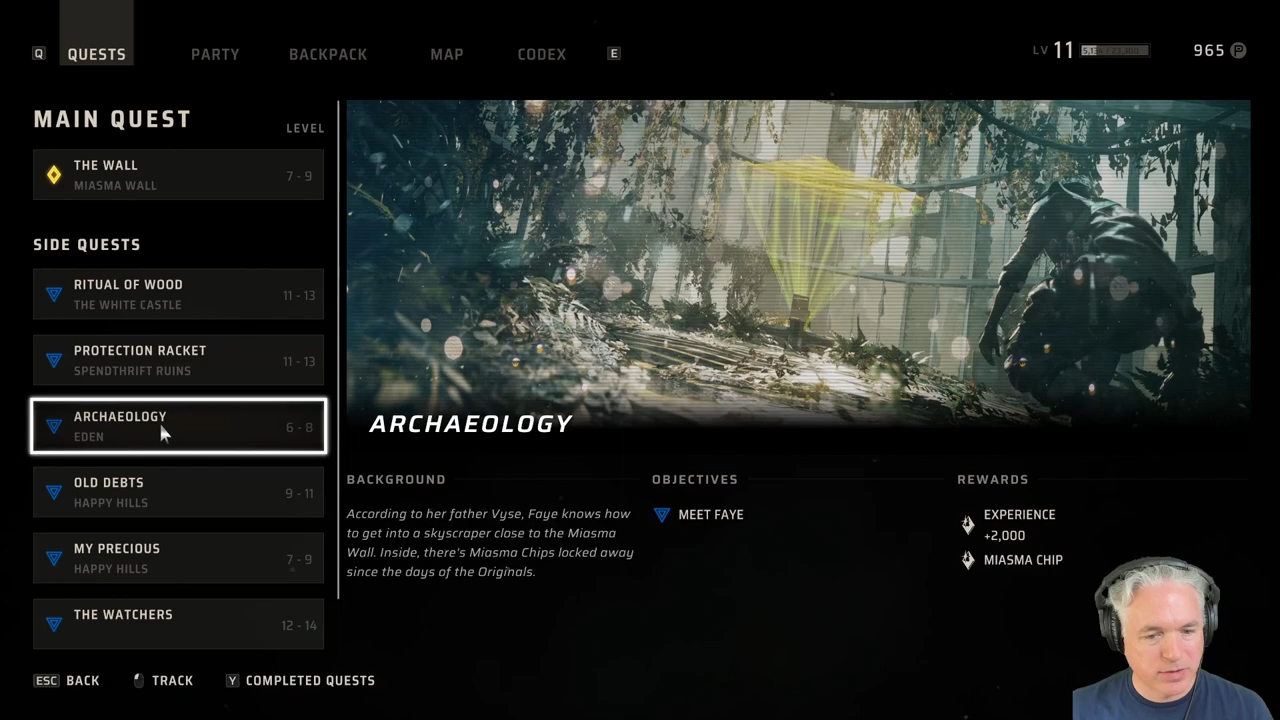 Q QUESTS PARTY BACKPACK MAP CODEX E
LV 11 965 P
MAIN QUEST
LEVEL
THE WALL
MIASMA WALL
7 - 9
SIDE QUESTS
RITUAL OF WOOD
THE WHITE CASTLE
11 - 13
PROTECTION RACKET
SPENDTHRIFT RUINS
11 - 13
ARCHAEOLOGY
EDEN
6 - 8
OLD DEBTS
HAPPY HILLS
9 - 11
MY PRECIOUS
HAPPY HILLS
7 - 9
THE WATCHERS
12 - 14
ARCHAEOLOGY
BACKGROUND
According to her father Vyse, Faye knows how
to get into a skyscraper close to the Miasma
Wall. Inside, there's Miasma Chips locked away
since the days of the Originals.
OBJECTIVES
MEET FAYE
REWARDS
EXPERIENCE
+2,000
MIASMA CHIP
ESC BACK TRACK Y COMPLETED QUESTS